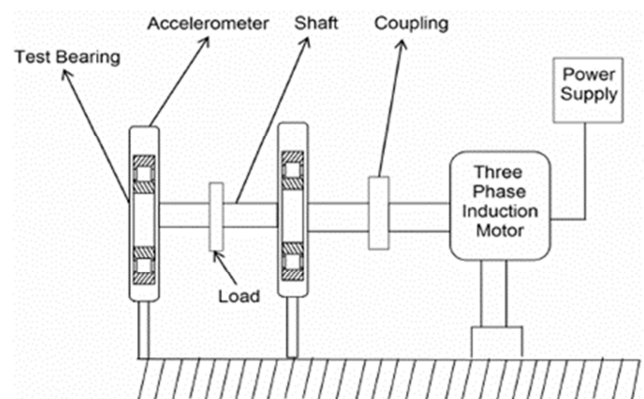 Accelerometer
Shaft
Coupling
Test Bearing
Power
Supply
Three
Phase
Induction
Motor
Load